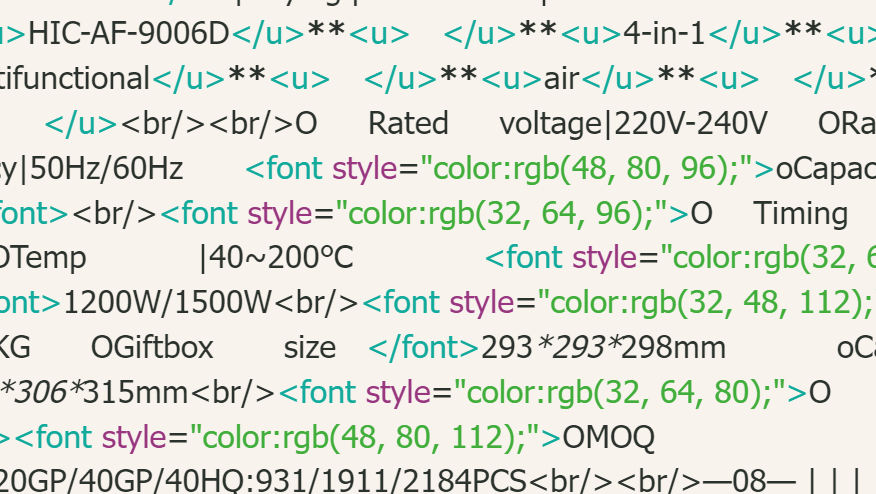 u>HIC-AF-9006D</u>**<u>   </u>**<u>4-in-1</u>**<u>
tifunctional</u>**<u>   </u>**<u>air</u>**<u>   </u>*
</u><br/><br/>O   Rated   voltage|220V-240V   ORa
cy|50Hz/60Hz   <font style="color:rgb(48, 80, 96);">oCapac
font><br/><font style="color:rgb(32, 64, 96);">O   Timing
OTemp   |40~200℃   <font style="color:rgb(32, 6
ont>1200W/1500W<br/><font style="color:rgb(32, 48, 112);
KG   OGiftbox   size   </font>293*293*298mm   oCa
*306*315mm<br/><font style="color:rgb(32, 64, 80);">O
><font style="color:rgb(48, 80, 112);">OMOQ
20GP/40GP/40HQ:931/1911/2184PCS<br/><br/>—08— | | |